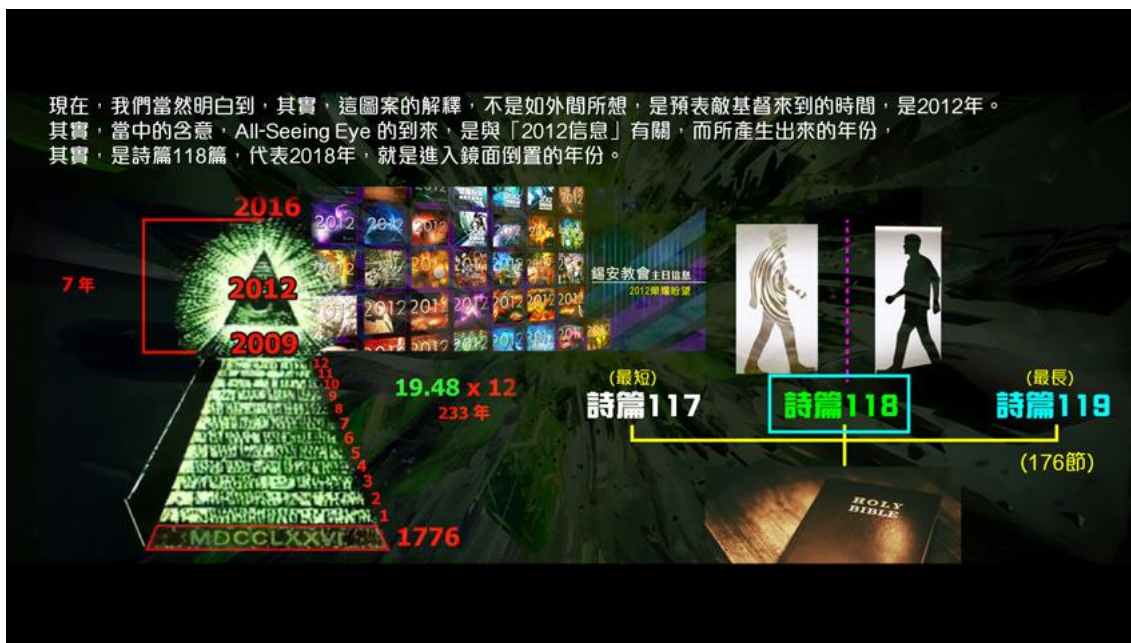 現在，我們當然明白到，其實，這圖案的解釋，不是如外間所想，是預表敵基督來到的時間，是2012年。
其實，當中的含意，All-Seeing Eye 的到來，是與「2012信息」有關，而所產生出來的年份，
其實，是詩篇118篇，代表2018年，就是進入鏡面倒置的年份。
2016
7 年
2012
2009
錫安教會主日信息
2012榮耀盼望
12
11
10
9
8
7
6
5
4
3
2
1
19.48 x 12
233 年
MDCCLXXVI
1776
(最短)
詩篇117
詩篇118
(最長)
詩篇119
(176節)
HOLY
BIBLE